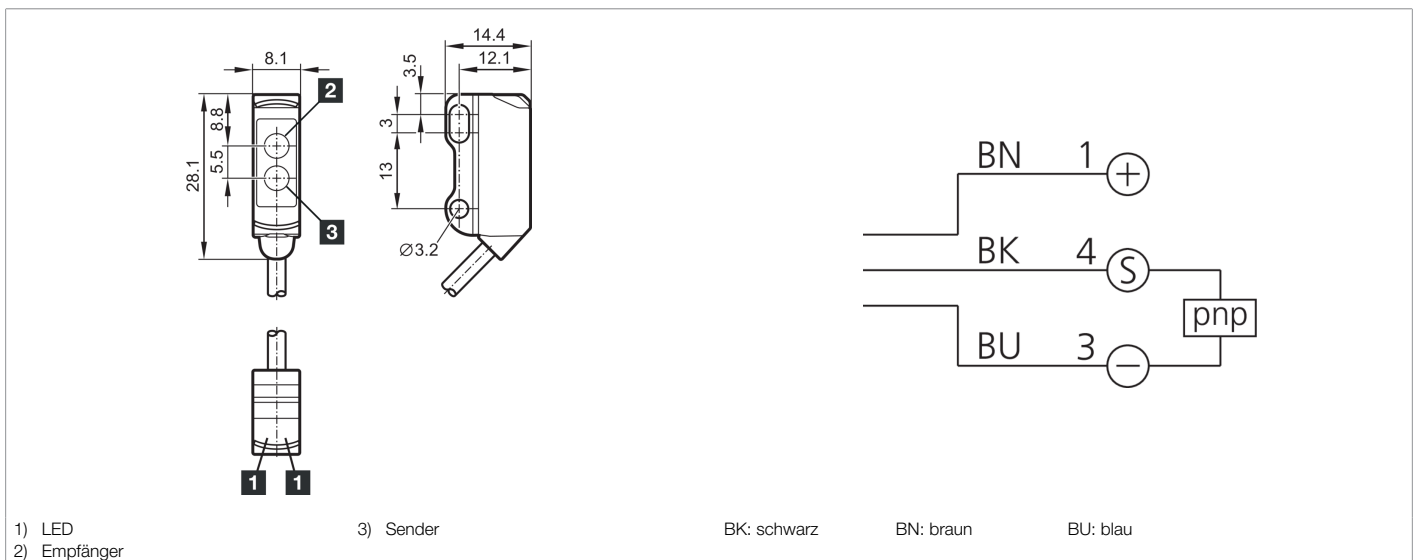 14.4
12.1
8.1
3.5
2
8.8
3
5.5
28.1
13
3
Ø3.2
1 1
BN 1 +
BK 4 S
pnp
BU 3 −
1) LED
2) Empfänger
3) Sender
BK: schwarz BN: braun BU: blau